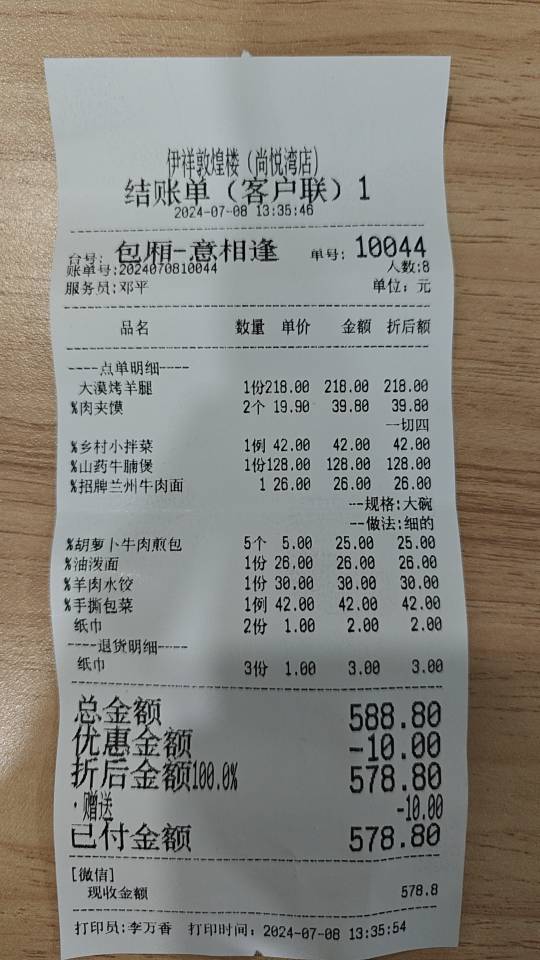 伊祥敦煌楼（尚悦湾店）
结账单（客户联）1
2024-07-08 13:35:46
台号: 包厢-意相逢 单号: 10044
账单号:2024070810044 人数:8
服务员:邓平 单位: 元
品名 数量 单价 金额 折后额
----点单明细----
大漠烤羊腿 1份218.00 218.00 218.00
%肉夹馍 2个 19.90 39.80 39.80
--一切四
%乡村小拌菜 1例 42.00 42.00 42.00
%山药牛腩煲 1份128.00 128.00 128.00
%招牌兰州牛肉面 1 26.00 26.00 26.00
--规格:大碗
--做法:细的
%胡萝卜牛肉煎包 5个 5.00 25.00 25.00
%油泼面 1份 26.00 26.00 26.00
%羊肉水饺 1份 30.00 30.00 30.00
%手撕包菜 1例 42.00 42.00 42.00
纸巾 2份 1.00 2.00 2.00
----退货明细----
纸巾 3份 1.00 3.00 3.00
总金额 588.80
优惠金额 -10.00
折后金额100.0% 578.80
·赠送 -10.00
已付金额 578.80
[微信]
现收金额 578.8
打印员:李万香 打印时间: 2024-07-08 13:35:54